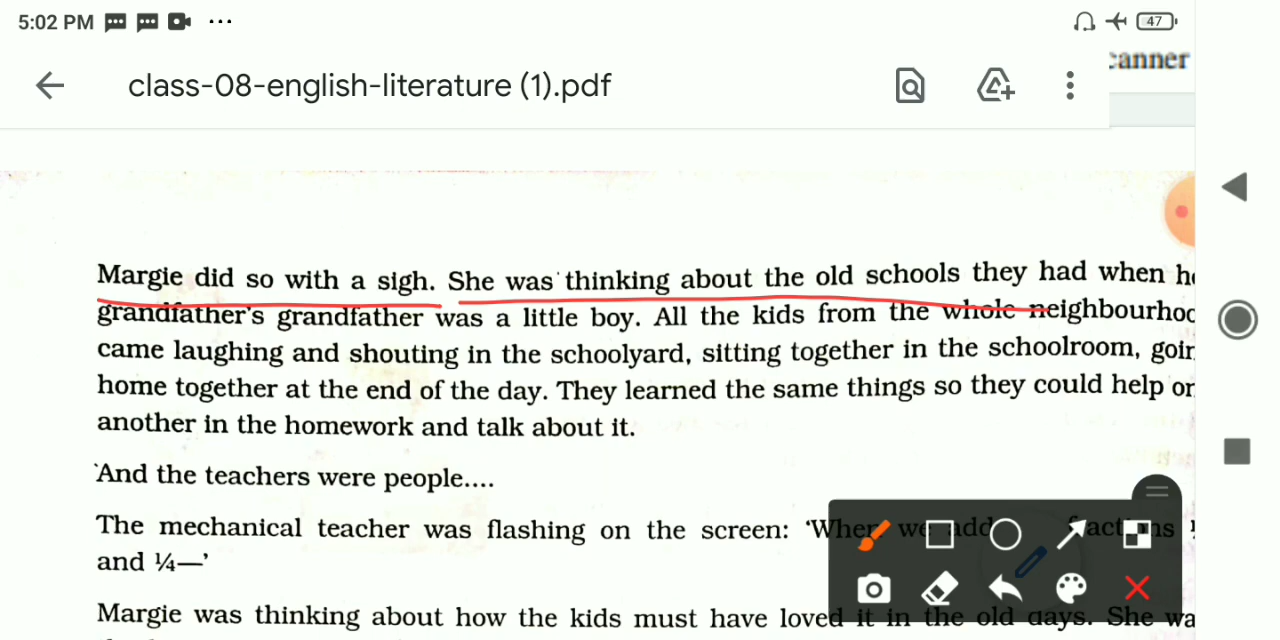 5:02 PM
47
class-08-english-literature (1).pdf
canner
Margie did so with a sigh. She was thinking about the old schools they had when
grandfather's grandfather was a little boy. All the kids from the whole
came laughing and shouting in the schoolyard, sitting together in the schoolroom,
home together at the end of the day. They learned the same things so they could help
another in the homework and talk about it.
'And the teachers were people....
The mechanical teacher was flashing on the screen: 'When we add
and ¼—'
Margie was thinking about how the kids must have loved it in the old days. She